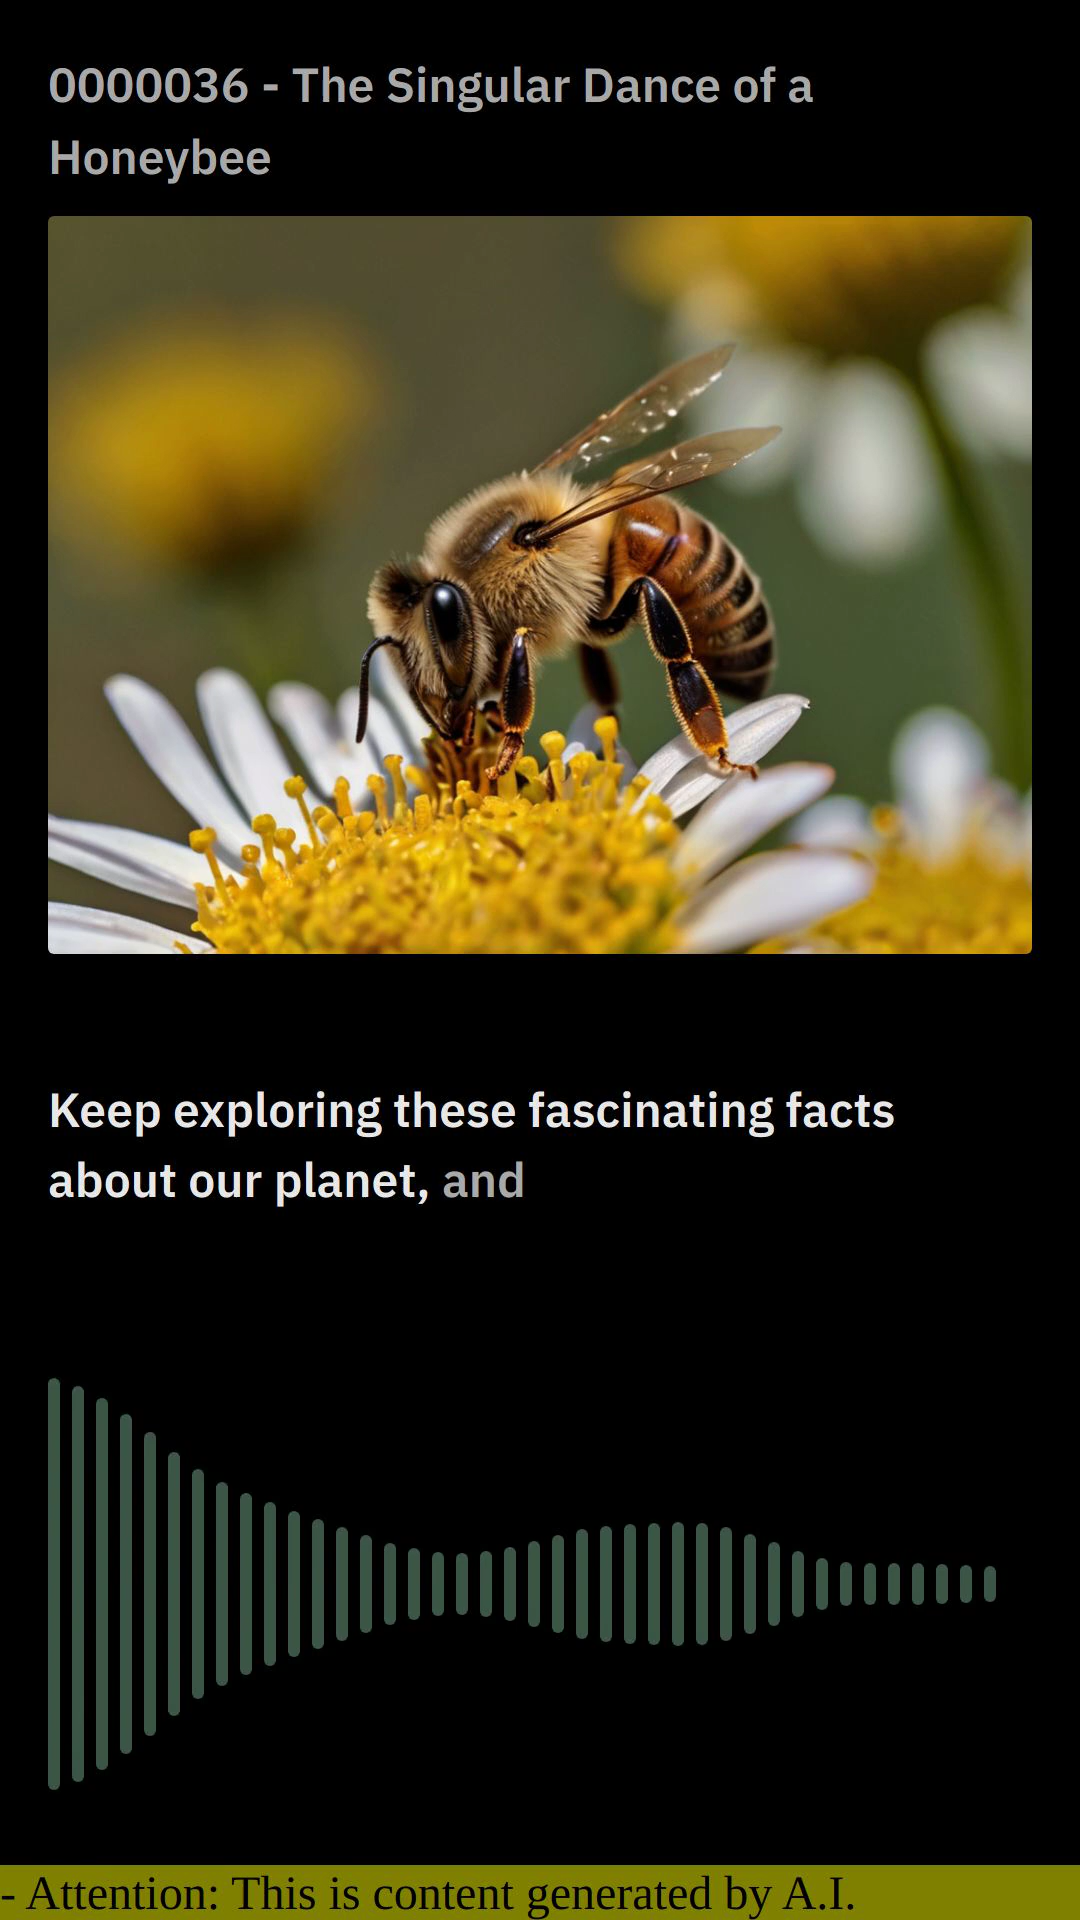 0000036 - The Singular Dance of a
Honeybee
Keep exploring these fascinating facts
about our planet, and
- Attention: This is content generated by A.I.